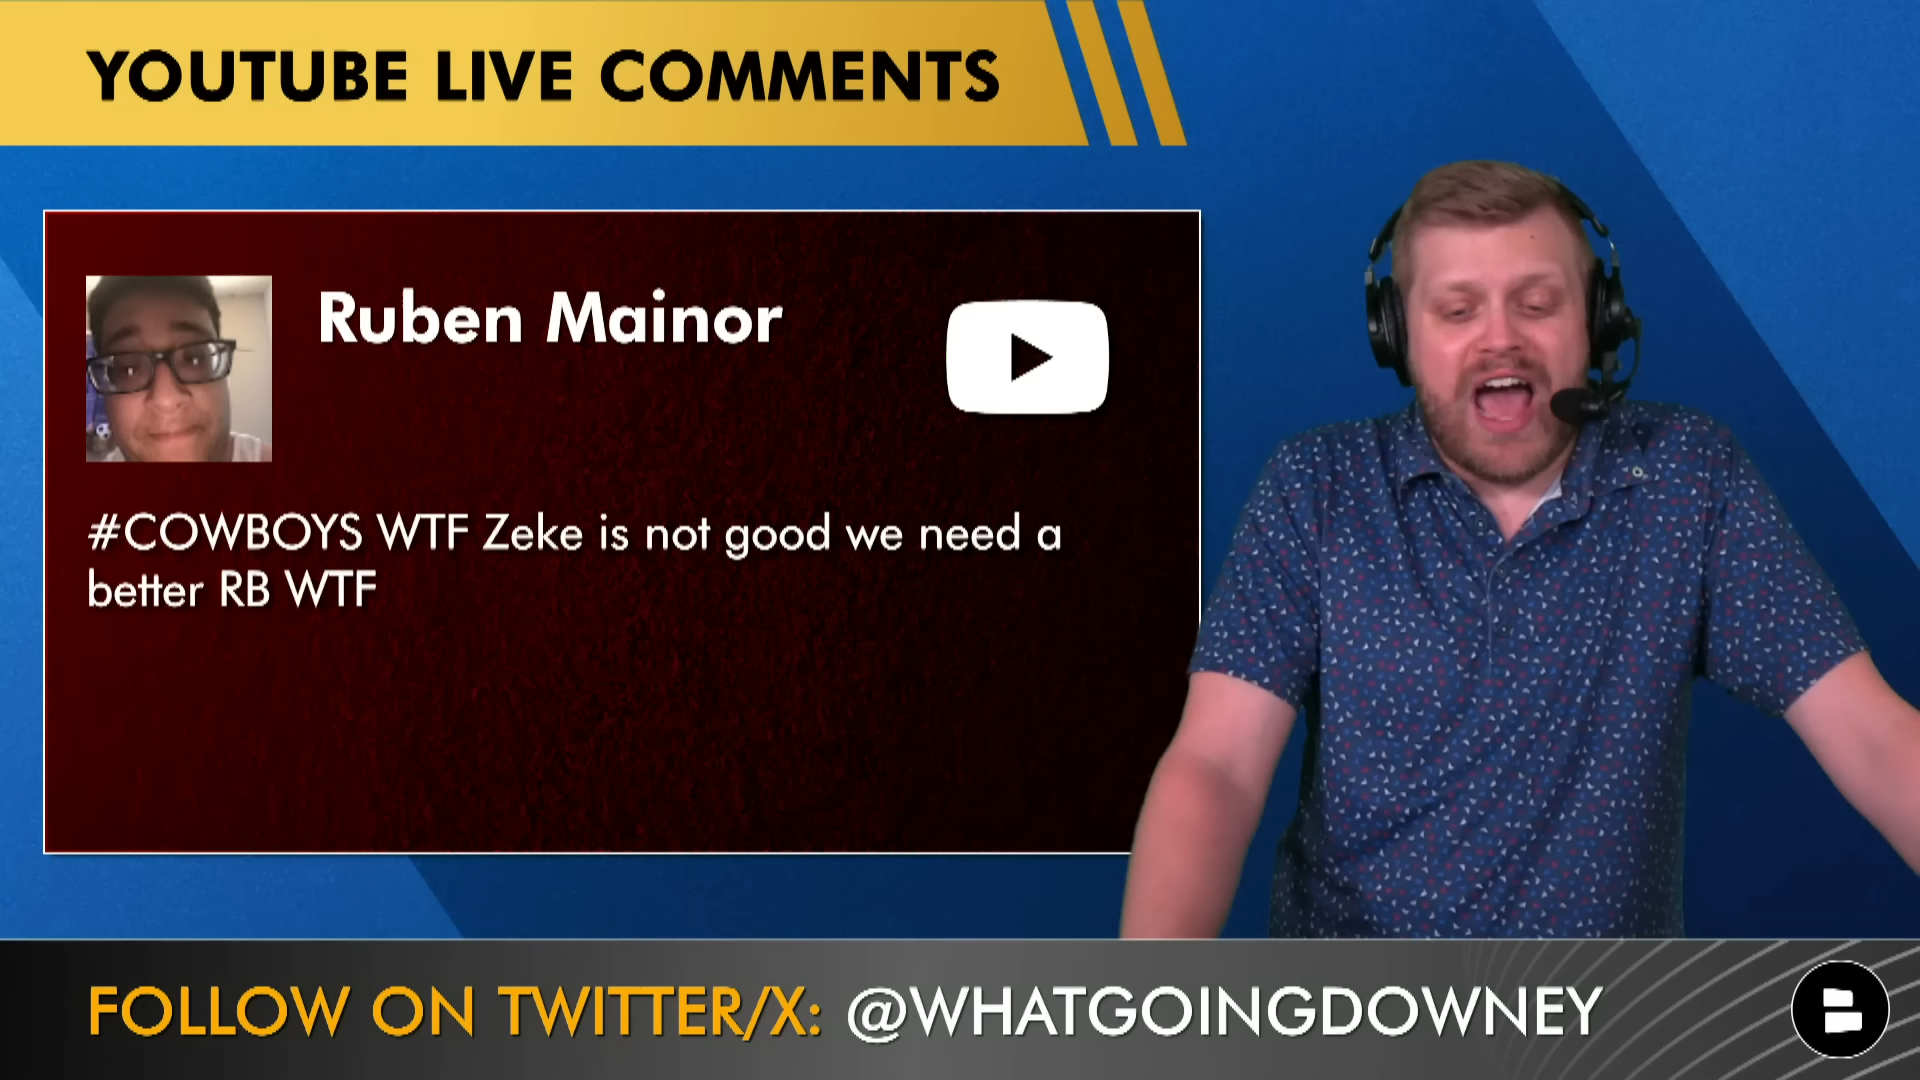 YOUTUBE LIVE COMMENTS
Ruben Mainor
#COWBOYS WTF Zeke is not good we need a
better RB WTF
FOLLOW ON TWITTER/X: @WHATGOINGDOWNEY